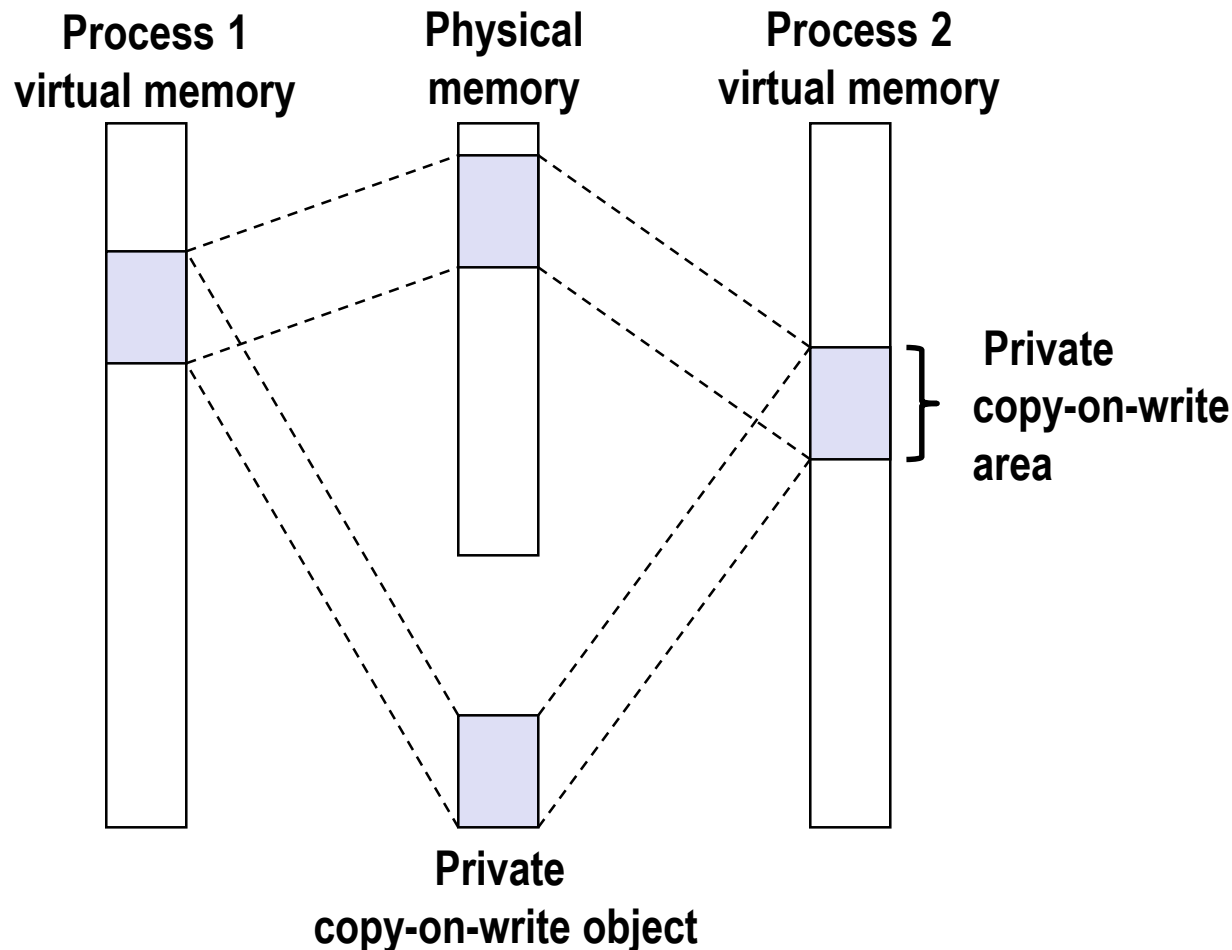 Process 1
virtual memory
Physical
memory
Process 2
virtual memory
Private
copy-on-write
area
Private
copy-on-write object